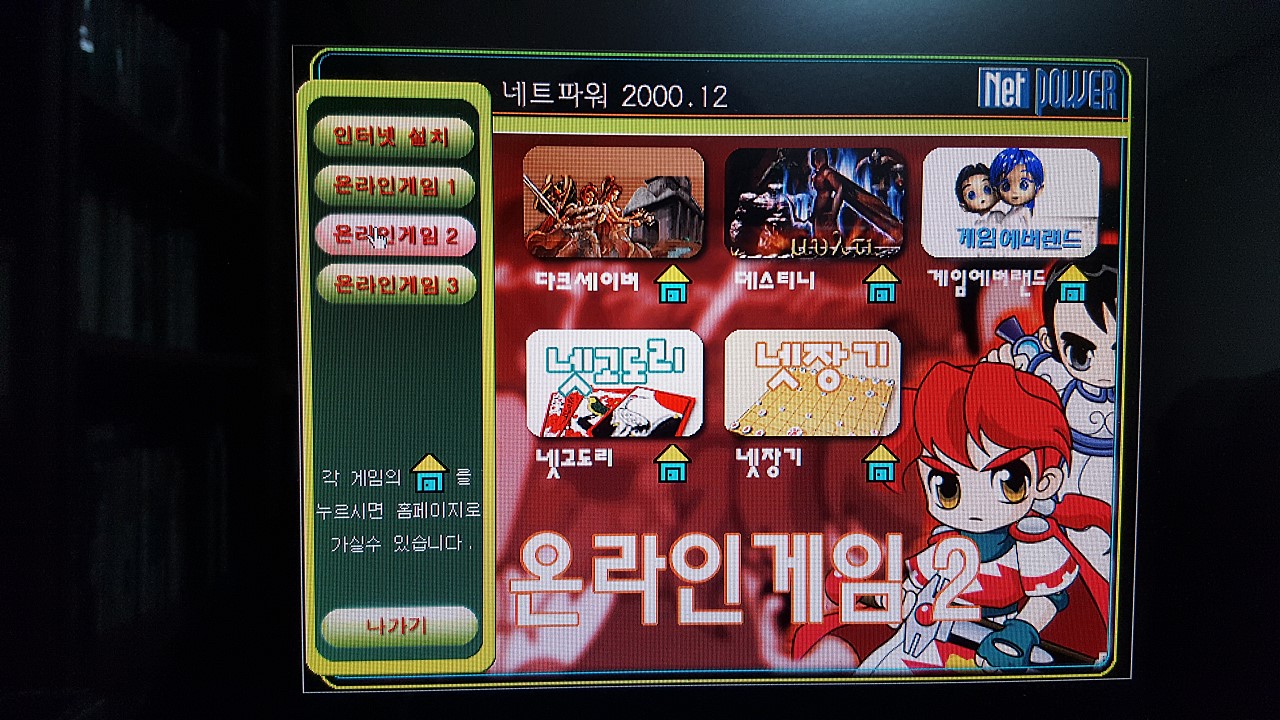 네트파워 2000.12
Net POWER
인터넷 설치
온라인게임 1
온라인게임 2
온라인게임 3
게임에버랜드
다크세이버
데스티니
게임에버랜드
넷고도리
넷장기
넷고도리
넷장기
각 게임의 를
누르시면 홈페이지로
가실수 있습니다.
온라인게임 2
나가기